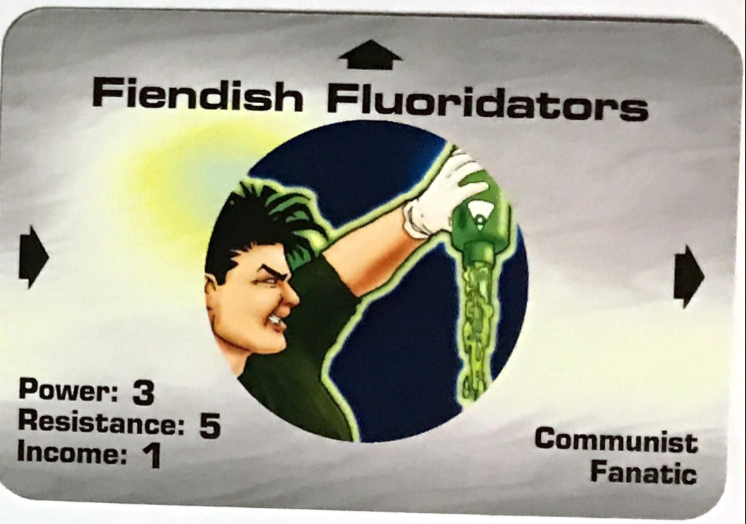 Fiendish Fluoridators
Power: 3
Resistance: 5
Income: 1
Communist
Fanatic